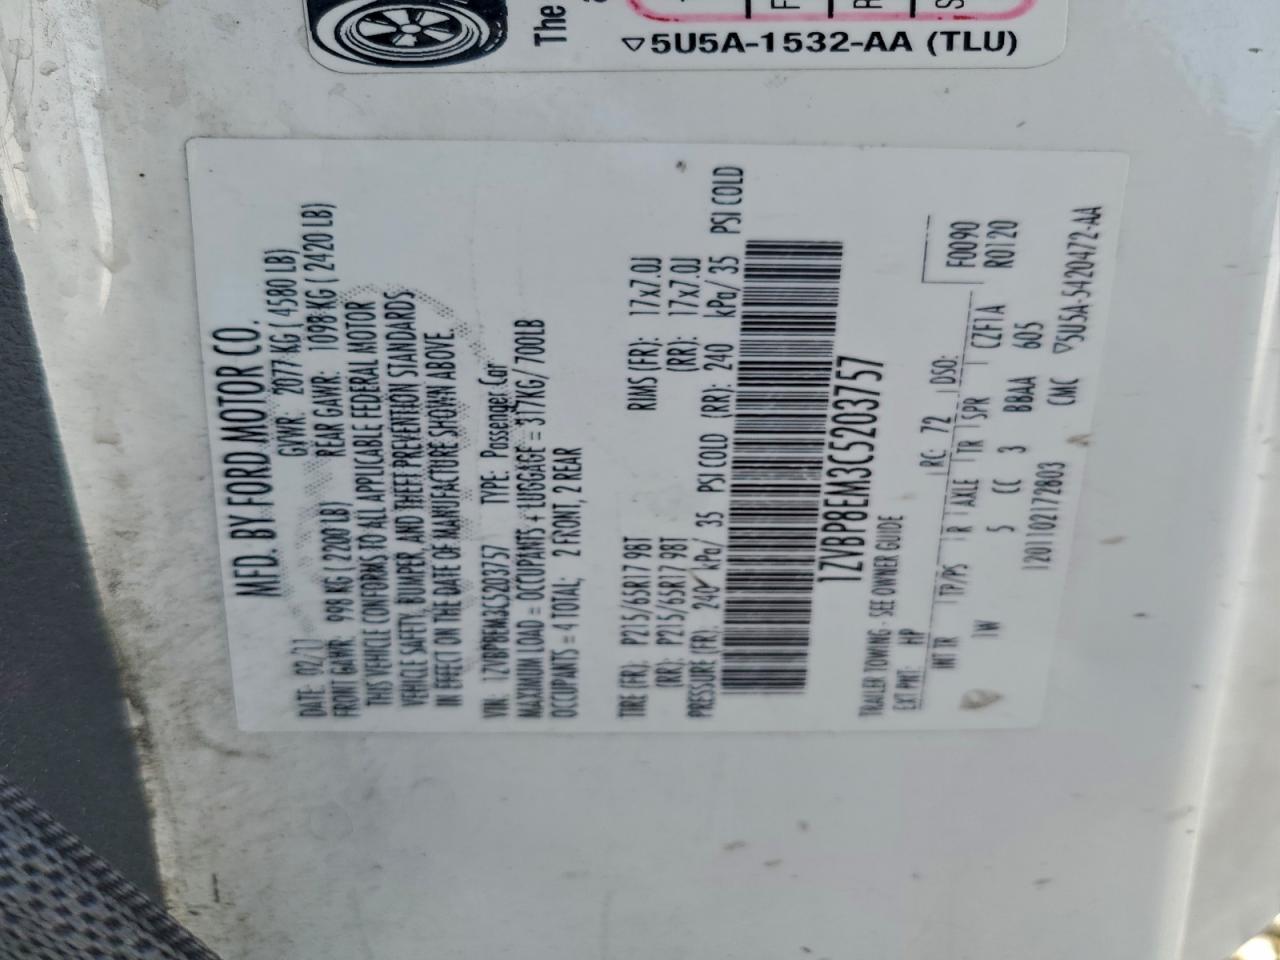 The
F
R
S
▽5U5A-1532-AA (TLU)
MFD. BY FORD MOTOR CO.
DATE: 02/11 GVWR: 2077 KG ( 4580 LB)
FRONT GAWR: 998 KG ( 2200 LB) REAR GAWR: 1098 KG ( 2420 LB)
THIS VEHICLE CONFORMS TO ALL APPLICABLE FEDERAL MOTOR
VEHICLE SAFETY, BUMPER, AND THEFT PREVENTION STANDARDS
IN EFFECT ON THE DATE OF MANUFACTURE SHOWN ABOVE.
VIN: 1ZVBP8EM3C5203757 TYPE: Passenger Car
MAXIMUM LOAD = OCCUPANTS + LUGGAGE = 317KG/ 700LB
OCCUPANTS = 4 TOTAL; 2 FRONT, 2 REAR
TIRE (FR): P215/65R17 98T RIMS (FR): 17x7.0J
(RR): P215/65R17 98T (RR): 17x7.0J
PRESSURE (FR): 240 kPa/ 35 PSI COLD (RR): 240 kPa/ 35 PSI COLD
1ZVBP8EM3C5203757
TRAILER TOWING - SEE OWNER GUIDE
EXT PNT: HP RC: 72 DSO: F0090
INT TR TP/PS R AXLE TR SPR R0120
1W 5 CC 3 BBAA CZF1A 605
1201102172803 CMC ▽5U5A-5420472-AA